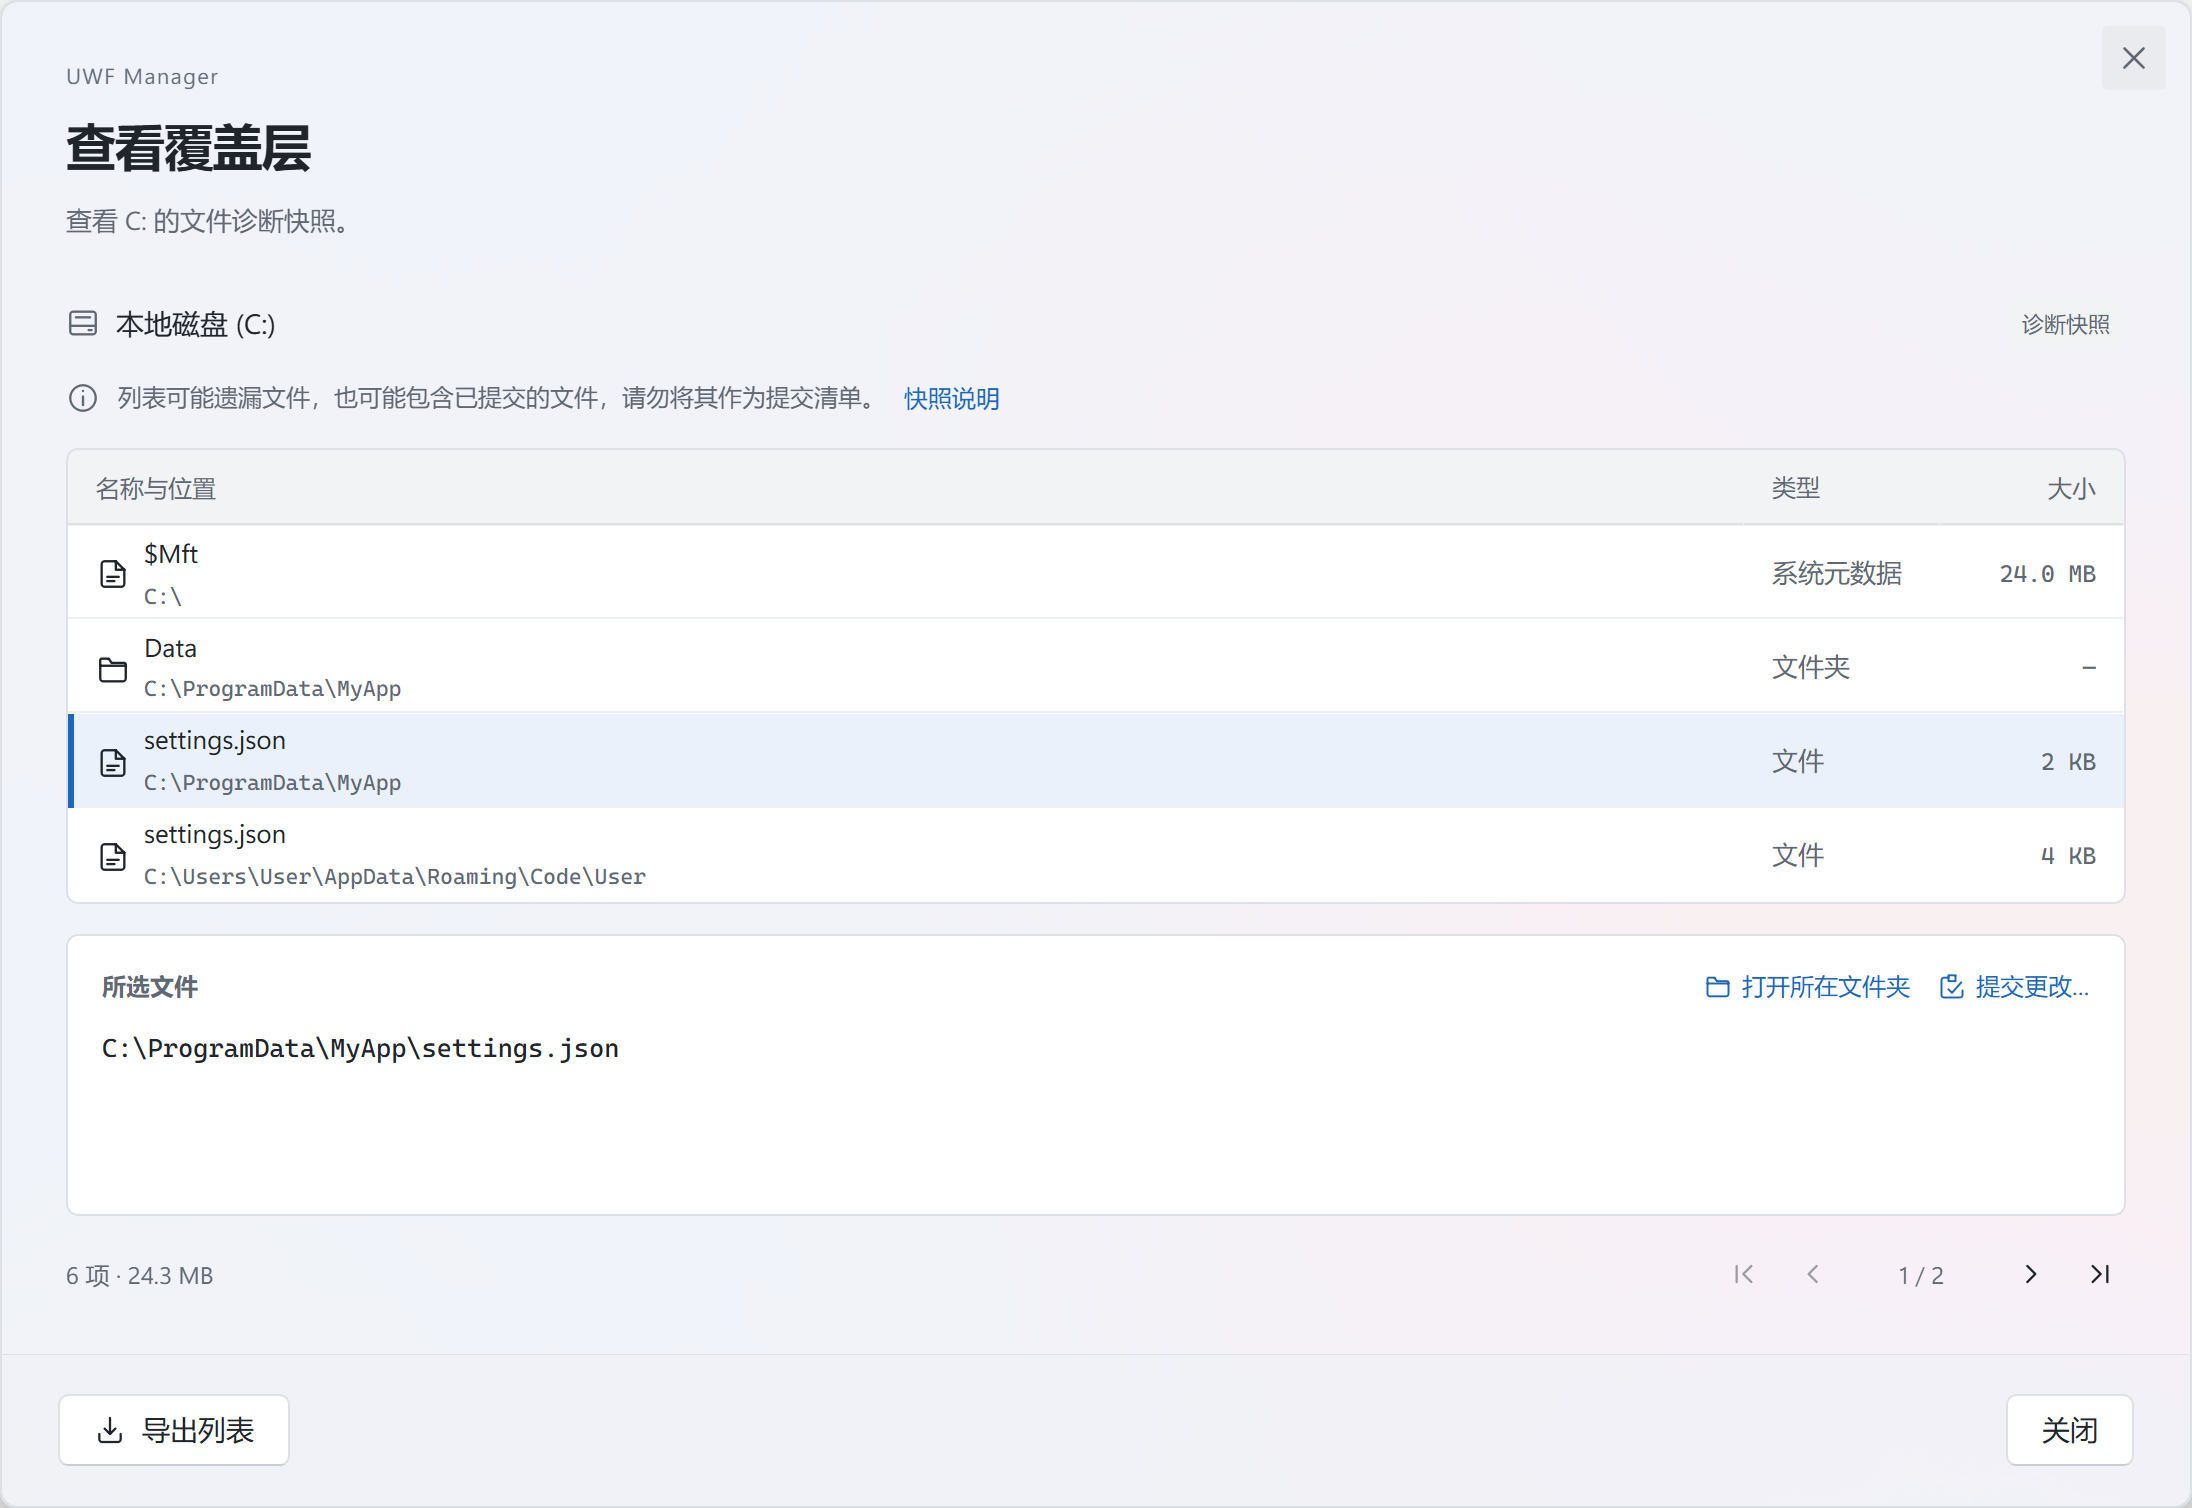 UWF Manager
查看覆盖层
查看 C: 的文件诊断快照。
本地磁盘 (C:)
诊断快照
列表可能遗漏文件，也可能包含已提交的文件，请勿将其作为提交清单。 快照说明
名称与位置 类型 大小
$Mft
C:\
系统元数据 24.0 MB
Data
C:\ProgramData\MyApp
文件夹 –
settings.json
C:\ProgramData\MyApp
文件 2 KB
settings.json
C:\Users\User\AppData\Roaming\Code\User
文件 4 KB
所选文件
打开所在文件夹 提交更改...
C:\ProgramData\MyApp\settings.json
6 项 · 24.3 MB
1 / 2
导出列表
关闭